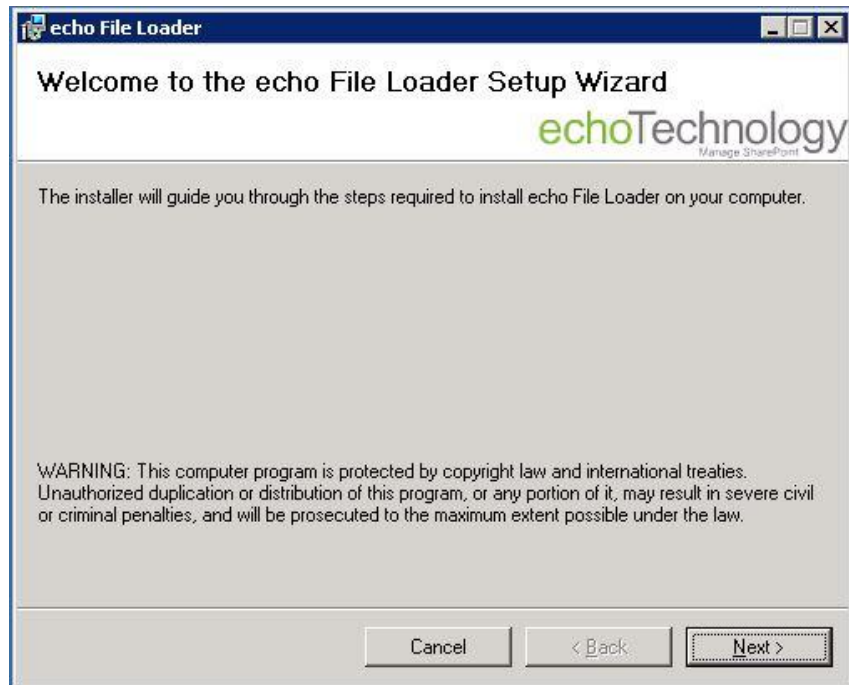 echo File Loader
Welcome to the echo File Loader Setup Wizard
echoTechnology
Manage SharePoint
The installer will guide you through the steps required to install echo File Loader on your computer.
WARNING: This computer program is protected by copyright law and international treaties.
Unauthorized duplication or distribution of this program, or any portion of it, may result in severe civil
or criminal penalties, and will be prosecuted to the maximum extent possible under the law.
Cancel < Back Next >